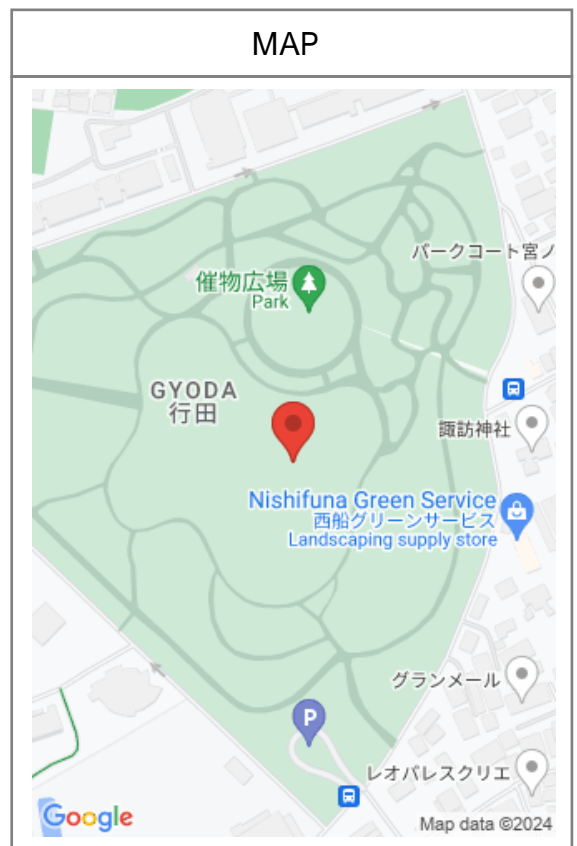 MAP
パークコート宮ノ
催物広場
Park
GYODA
行田
諏訪神社
Nishifuna Green Service
西船グリーンサービス
Landscaping supply store
グランメール
P
レオパレスクリエ
Google
Map data ©2024